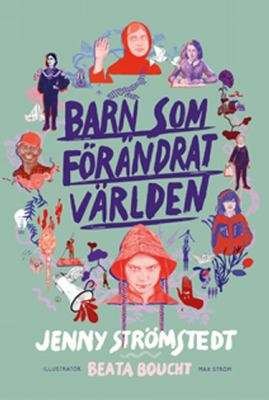 BARN SOM
FÖRÄNDRAT
VÄRLDEN
JENNY STRÖMSTEDT
ILLUSTRATÖR BEATA BOUCHT MAX STRÖM